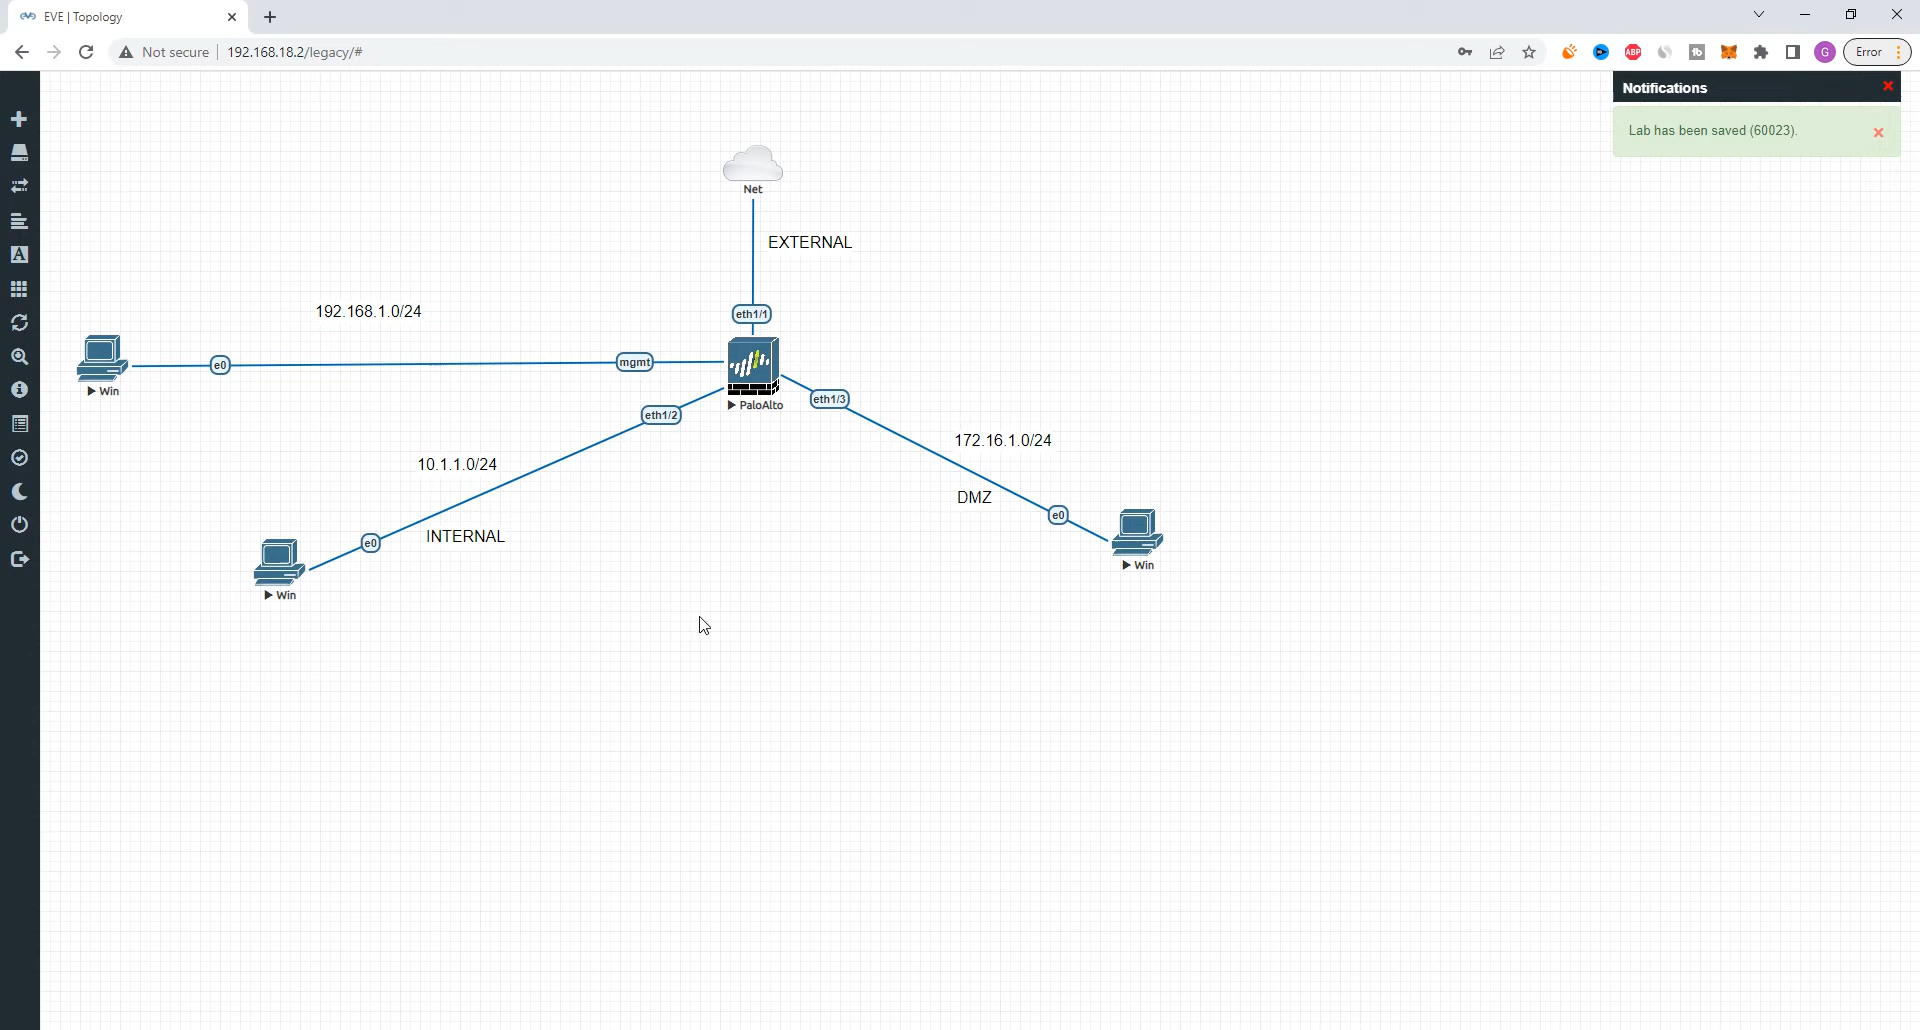 EVE | Topology
Not secure
192.168.18.2/legacy/#
ABP
G
Error
Notifications
Lab has been saved (60023).
A
Net
EXTERNAL
eth1/1
192.168.1.0/24
e0
mgmt
Win
PaloAlto
eth1/2
eth1/3
172.16.1.0/24
10.1.1.0/24
DMZ
e0
INTERNAL
e0
Win
Win